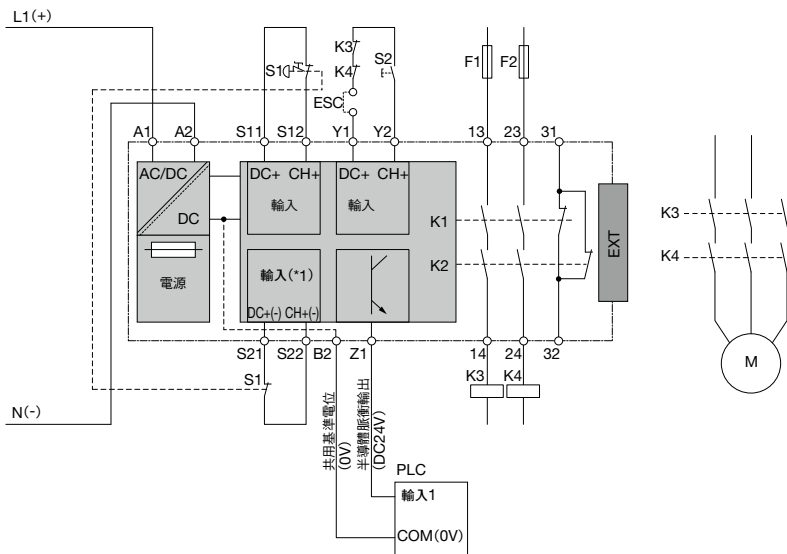 L1(+)
K3
F1
F2
S1
K4
S2
ESC
A1
A2
S11
S12
Y1
Y2
13
23
31
AC/DC
DC
DC+ CH+
輸入
DC+ CH+
輸入
K1
K2
EXT
K3
K4
電源
輸入(*1)
DC+(-) CH+(-)
M
S21
S22
B2
Z1
14
24
32
S1
K3
K4
N(-)
共用基準電位
(0V)
半導體脈衝輸出
(DC24V)
PLC
輸入1
COM(0V)